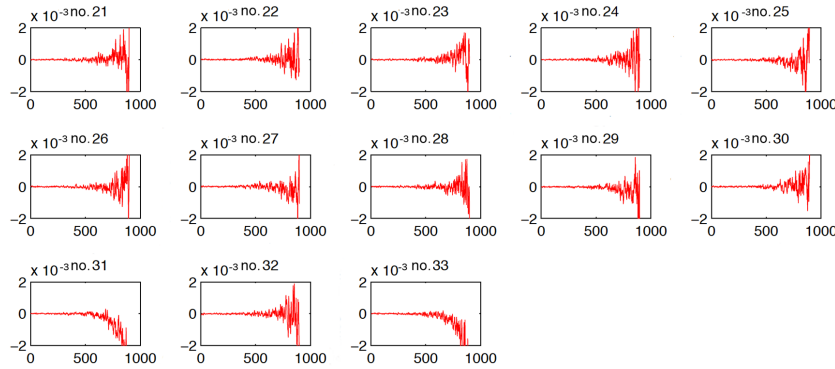 x 10-3 no. 21 x 10-3 no. 22 x 10-3 no. 23 x 10-3 no. 24 x 10-3 no. 25
2 2 2 2 2
0 0 0 0 0
-2 -2 -2 -2 -2
0 500 1000 0 500 1000 0 500 1000 0 500 1000 0 500 1000
x 10-3 no. 26 x 10-3 no. 27 x 10-3 no. 28 x 10-3 no. 29 x 10-3 no. 30
2 2 2 2 2
0 0 0 0 0
-2 -2 -2 -2 -2
0 500 1000 0 500 1000 0 500 1000 0 500 1000 0 500 1000
x 10-3 no. 31 x 10-3 no. 32 x 10-3 no. 33
2 2 2
0 0 0
-2 -2 -2
0 500 1000 0 500 1000 0 500 1000